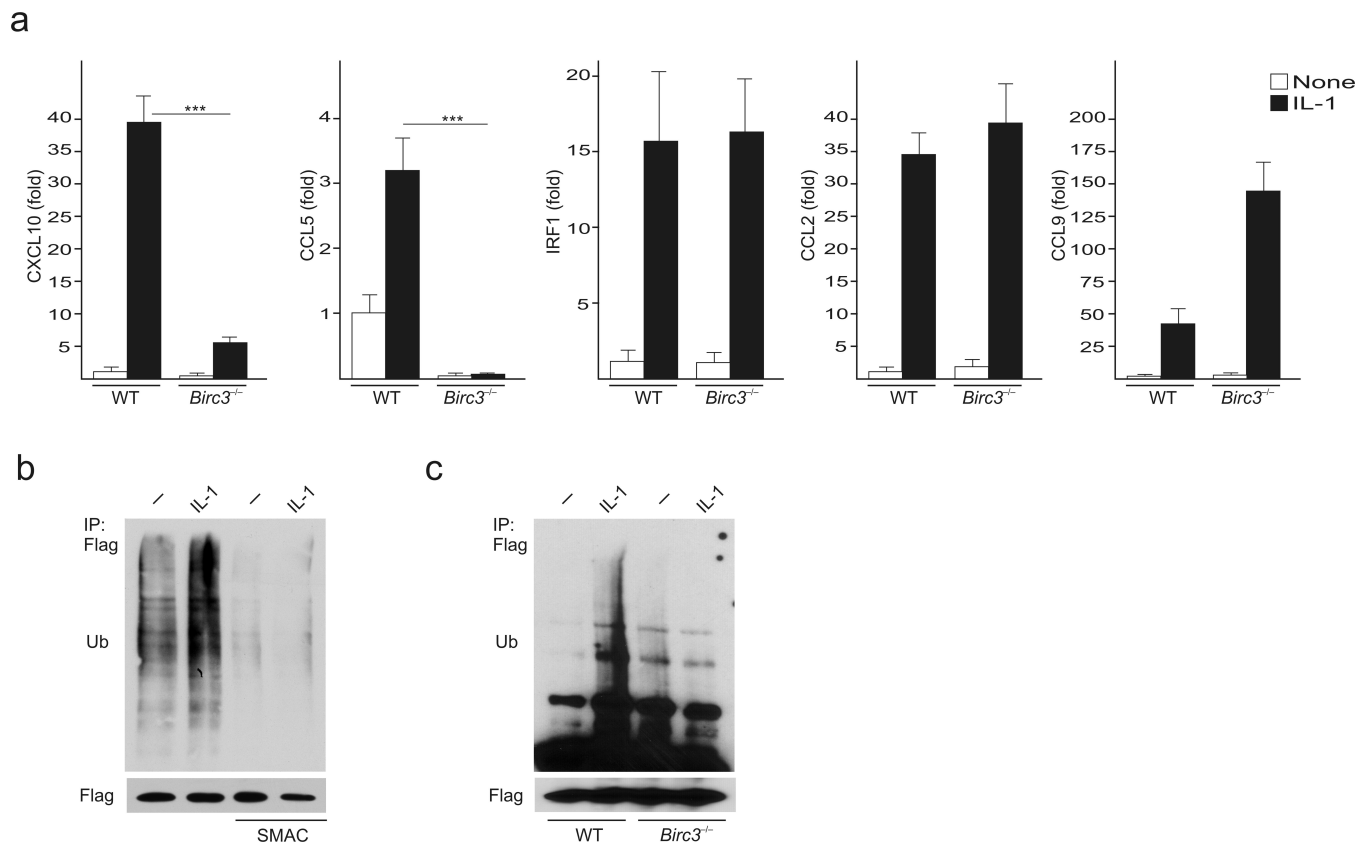 a
CXCL10 (fold)
40
35
30
25
20
15
10
5
***
WT
Birc3⁻/⁻
CCL5 (fold)
4
3
2
1
***
WT
Birc3⁻/⁻
IRF1 (fold)
20
15
10
5
WT
Birc3⁻/⁻
CCL2 (fold)
40
35
30
25
20
15
10
5
WT
Birc3⁻/⁻
CCL9 (fold)
200
175
150
125
100
75
50
25
WT
Birc3⁻/⁻
None
IL-1
b
– IL-1 – IL-1
IP:
Flag
Ub
Flag
SMAC
c
– IL-1 – IL-1
IP:
Flag
Ub
Flag
WT Birc3⁻/⁻